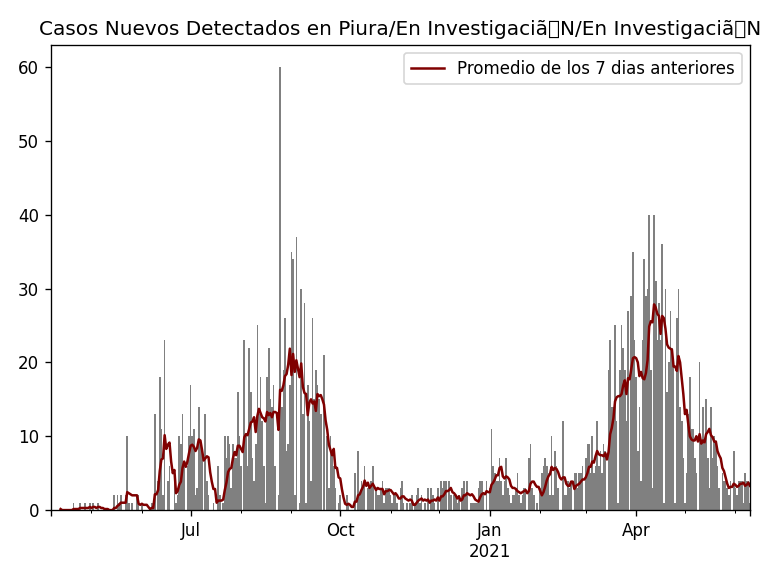 Casos Nuevos Detectados en Piura/En Investigaciã▯N/En Investigaciã▯N
Promedio de los 7 dias anteriores
60
50
40
30
20
10
0
Jul
Oct
Jan
2021
Apr